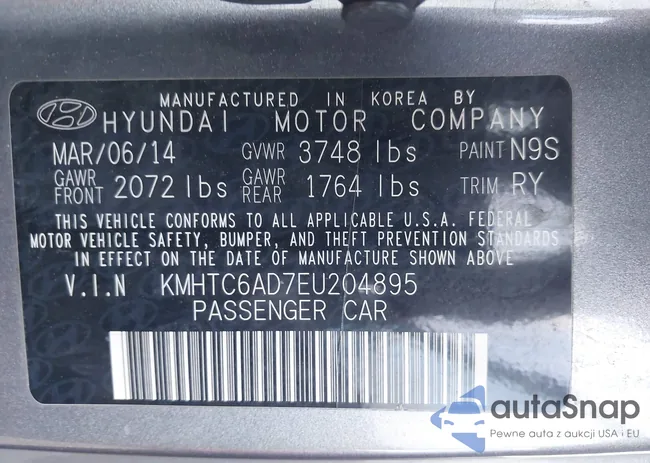 MANUFACTURED IN KOREA BY
HYUNDAI MOTOR COMPANY
MAR/06/14 GVWR 3748 lbs PAINT N9S
GAWR FRONT 2072 lbs GAWR REAR 1764 lbs TRIM RY
THIS VEHICLE CONFORMS TO ALL APPLICABLE U.S.A. FEDERAL
MOTOR VEHICLE SAFETY, BUMPER, AND THEFT PREVENTION STANDARDS
IN EFFECT ON THE DATE OF MANUFACTURE SHOWN ABOVE.
V.I.N KMHTC6AD7EU204895
PASSENGER CAR
autaSnap
Pewne auta z aukcji USA i EU